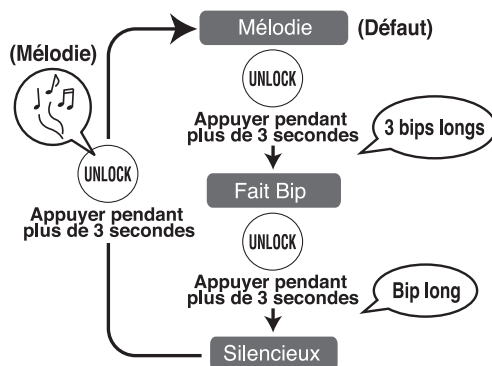 Mélodie
(Défaut)
(Mélodie)
UNLOCK
Appuyer pendant
plus de 3 secondes
3 bips longs
UNLOCK
Appuyer pendant
plus de 3 secondes
Fait Bip
UNLOCK
Appuyer pendant
plus de 3 secondes
Bip long
Silencieux